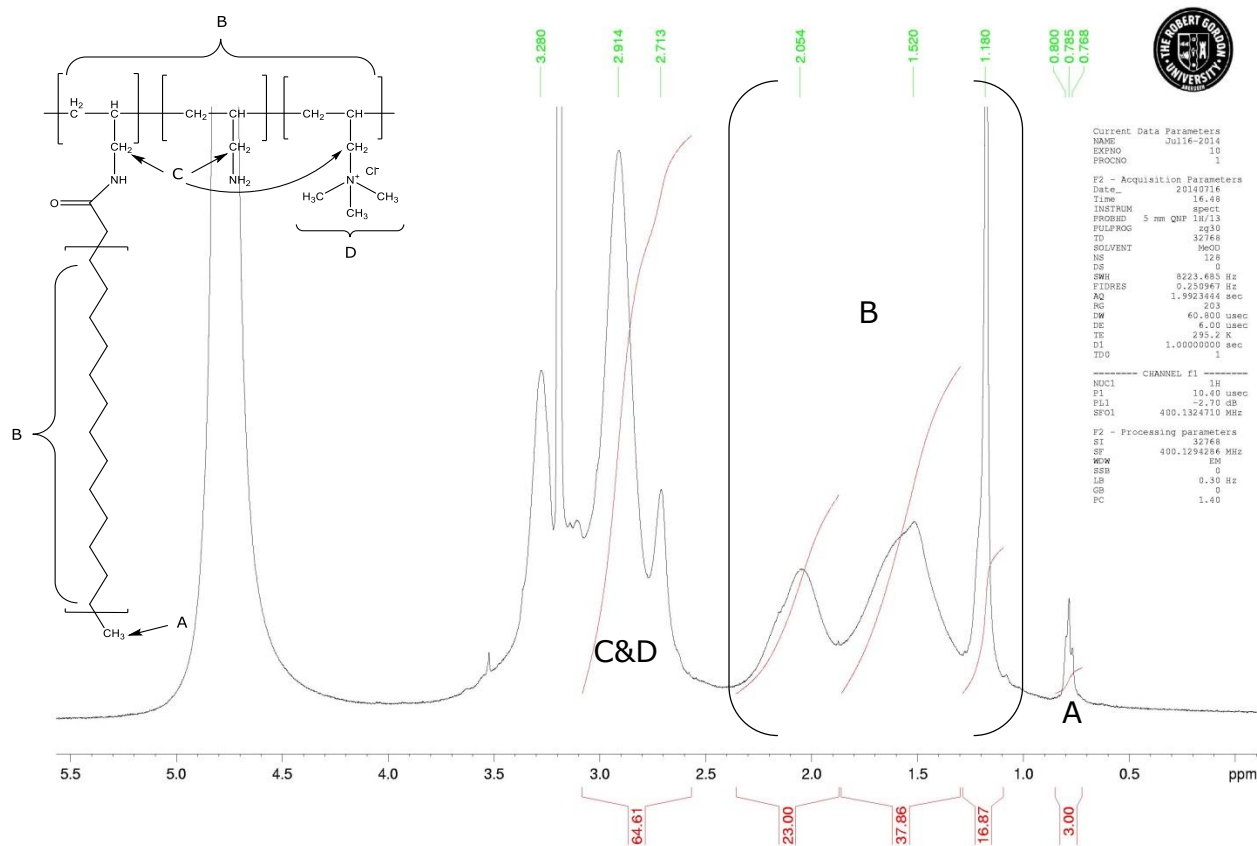 B
3.280
2.914
2.713
2.054
1.520
1.180
0.800
0.785
0.768
THE ROBERT GORDON UNIVERSITY ABERDEEN
H2 C H CH2 CH CH2 CH
CH2 CH2 CH2
C
NH NH2 N+ Cl-
O H3C CH3 CH3
D
B
CH3 A
C&D
B
A
Current Data Parameters
NAME Jul16-2014
EXPNO 10
PROCNO 1
F2 - Acquisition Parameters
Date_ 20140716
Time 16.48
INSTRUM spect
PROBHD 5 mm QNP 1H/13
PULPROG zg30
TD 32768
SOLVENT MeOD
NS 128
DS 0
SWH 8223.685 Hz
FIDRES 0.250967 Hz
AQ 1.9923444 sec
RG 203
DW 60.800 usec
DE 6.00 usec
TE 295.2 K
D1 1.00000000 sec
TD0 1
======== CHANNEL f1 ========
NUC1 1H
P1 10.40 usec
PL1 -2.70 dB
SFO1 400.1324710 MHz
F2 - Processing parameters
SI 32768
SF 400.1294286 MHz
WDW EM
SSB 0
LB 0.30 Hz
GB 0
PC 1.40
5.5 5.0 4.5 4.0 3.5 3.0 2.5 2.0 1.5 1.0 0.5 ppm
64.61
23.00
37.86
16.87
3.00